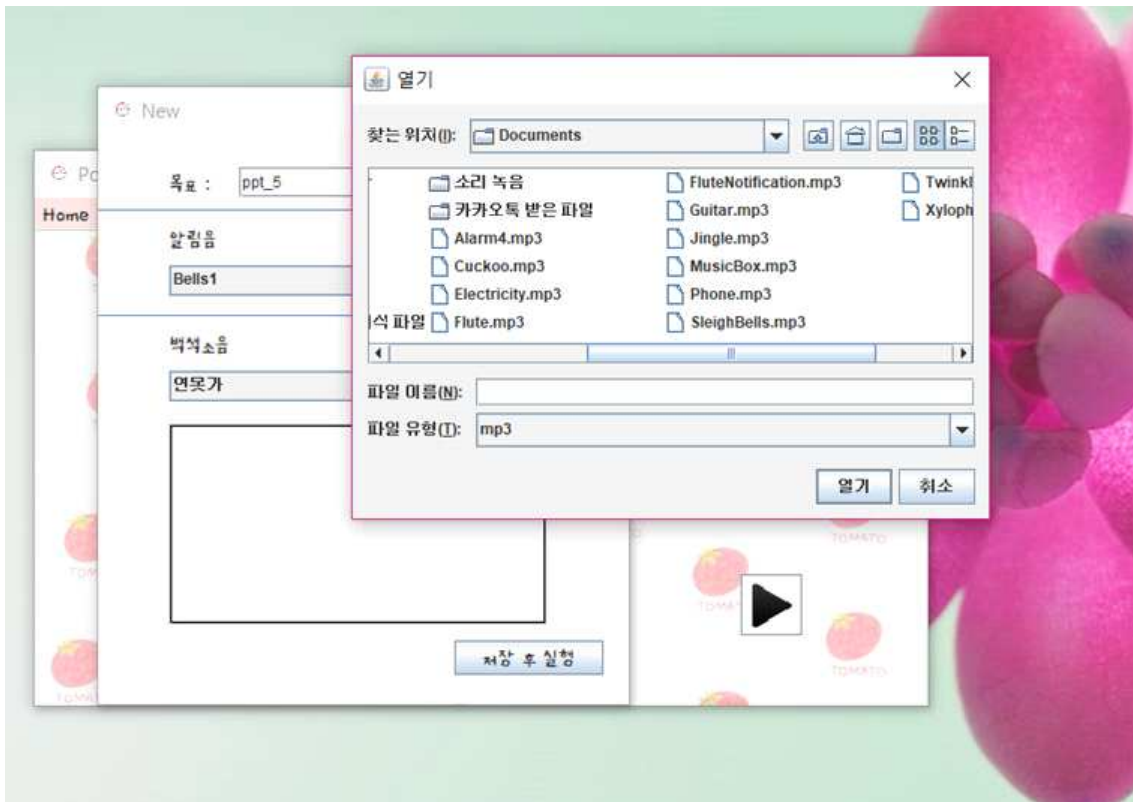 열기
New
찾는 위치(I): Documents
목표 : ppt_5
Home
소리 녹음
카카오톡 받은 파일
Alarm4.mp3
Cuckoo.mp3
Electricity.mp3
파일 Flute.mp3
FluteNotification.mp3
Guitar.mp3
Jingle.mp3
MusicBox.mp3
Phone.mp3
SleighBells.mp3
알림음
Bells1
백색소음
연못가
파일 이름(N):
파일 유형(T): mp3
열기 취소
저장 후 실행
TOMATO
TOMATO